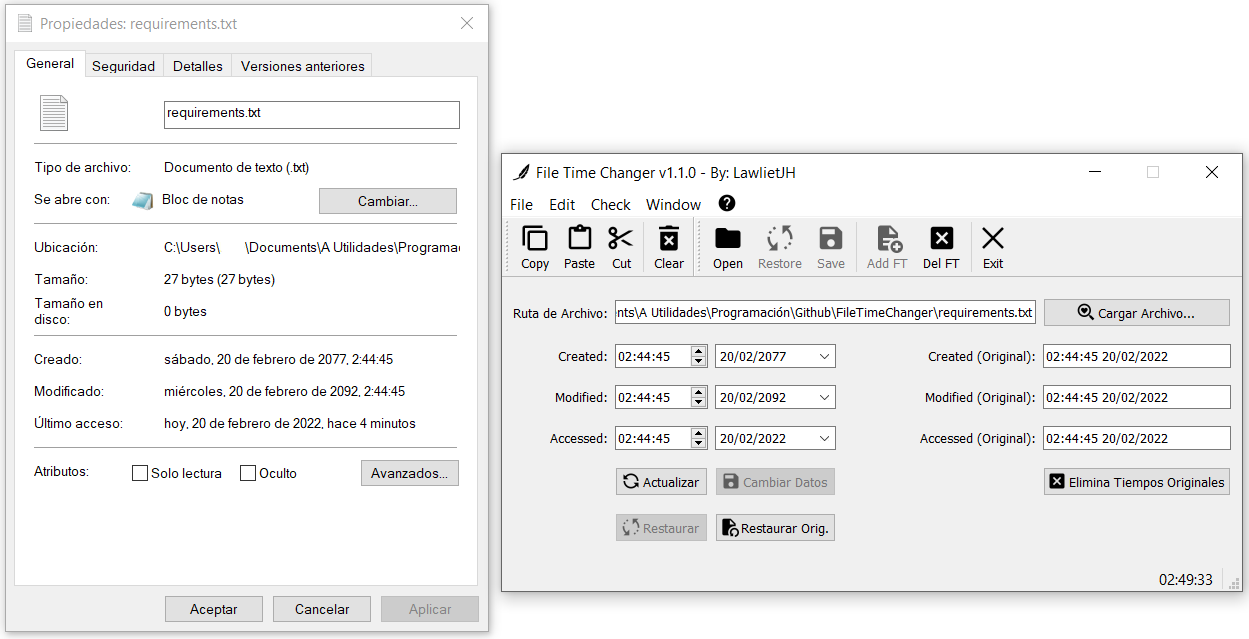 Propiedades: requirements.txt
General Seguridad Detalles Versiones anteriores
requirements.txt
Tipo de archivo: Documento de texto (.txt)
Se abre con: Bloc de notas Cambiar...
Ubicación: C:\Users\ \Documents\A Utilidades\Programac
Tamaño: 27 bytes (27 bytes)
Tamaño en
disco: 0 bytes
Creado: sábado, 20 de febrero de 2077, 2:44:45
Modificado: miércoles, 20 de febrero de 2092, 2:44:45
Último acceso: hoy, 20 de febrero de 2022, hace 4 minutos
Atributos: Solo lectura Oculto Avanzados...
Aceptar Cancelar Aplicar
File Time Changer v1.1.0 - By: LawlietJH
File Edit Check Window ?
Copy Paste Cut Clear Open Restore Save Add FT Del FT Exit
Ruta de Archivo: nts\A Utilidades\Programación\Github\FileTimeChanger\requirements.txt Cargar Archivo...
Created: 02:44:45 20/02/2077 Created (Original): 02:44:45 20/02/2022
Modified: 02:44:45 20/02/2092 Modified (Original): 02:44:45 20/02/2022
Accessed: 02:44:45 20/02/2022 Accessed (Original): 02:44:45 20/02/2022
Actualizar Cambiar Datos Elimina Tiempos Originales
Restaurar Restaurar Orig.
02:49:33